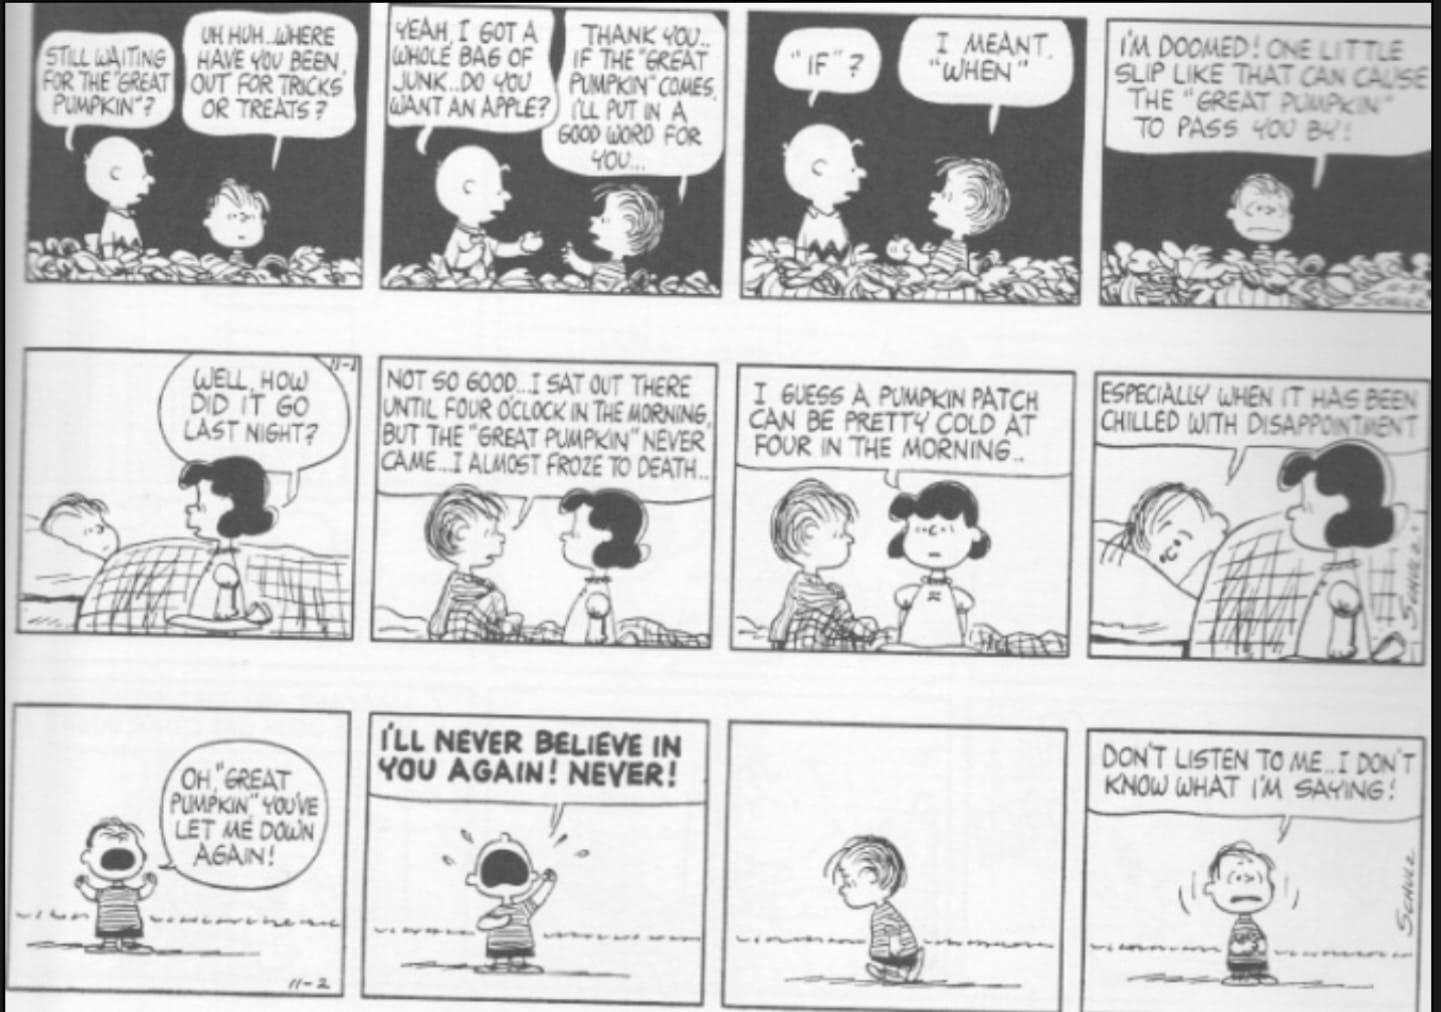 STILL WAITING
FOR THE "GREAT
PUMPKIN"?
UH HUH..WHERE
HAVE YOU BEEN,
OUT FOR TRICKS
OR TREATS?
YEAH, I GOT A
WHOLE BAG OF
JUNK..DO YOU
WANT AN APPLE?
THANK YOU..
IF THE "GREAT
PUMPKIN" COMES,
I'LL PUT IN A
GOOD WORD FOR
YOU...
"IF"?
I MEANT,
"WHEN"
I'M DOOMED! ONE LITTLE
SLIP LIKE THAT CAN CAUSE
THE "GREAT PUMPKIN"
TO PASS YOU BY!
SCHULZ
11-1
WELL, HOW
DID IT GO
LAST NIGHT?
NOT SO GOOD...I SAT OUT THERE
UNTIL FOUR O'CLOCK IN THE MORNING,
BUT THE "GREAT PUMPKIN" NEVER
CAME...I ALMOST FROZE TO DEATH..
I GUESS A PUMPKIN PATCH
CAN BE PRETTY COLD AT
FOUR IN THE MORNING..
ESPECIALLY WHEN IT HAS BEEN
CHILLED WITH DISAPPOINTMENT
SCHULZ
OH, "GREAT
PUMPKIN," YOU'VE
LET ME DOWN
AGAIN!
11-2
I'LL NEVER BELIEVE IN
YOU AGAIN! NEVER!
DON'T LISTEN TO ME..I DON'T
KNOW WHAT I'M SAYING!
SCHULZ